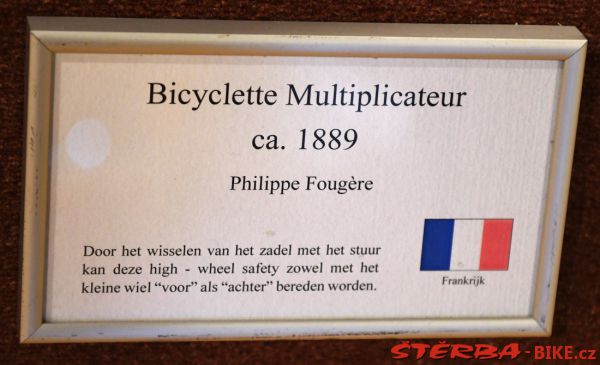 Bicyclette Multiplicateur
ca. 1889
Philippe Fougère
Door het wisselen van het zadel met het stuur
kan deze high - wheel safety zowel met het
kleine wiel “voor” als “achter” bereden worden.
Frankrijk
ŠTĚRBA-BIKE.cz